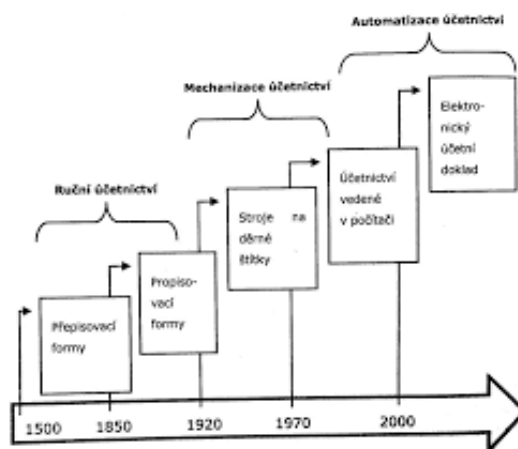 Automatizace účetnictví
Mechanizace účetnictví
Ruční účetnictví
Přepisovací
formy
Propiso-
vací
formy
Stroje na
děrné
štítky
Účetnictví
vedené
v počítači
Elektro-
nický
účetní
doklad
1500 1850 1920 1970 2000